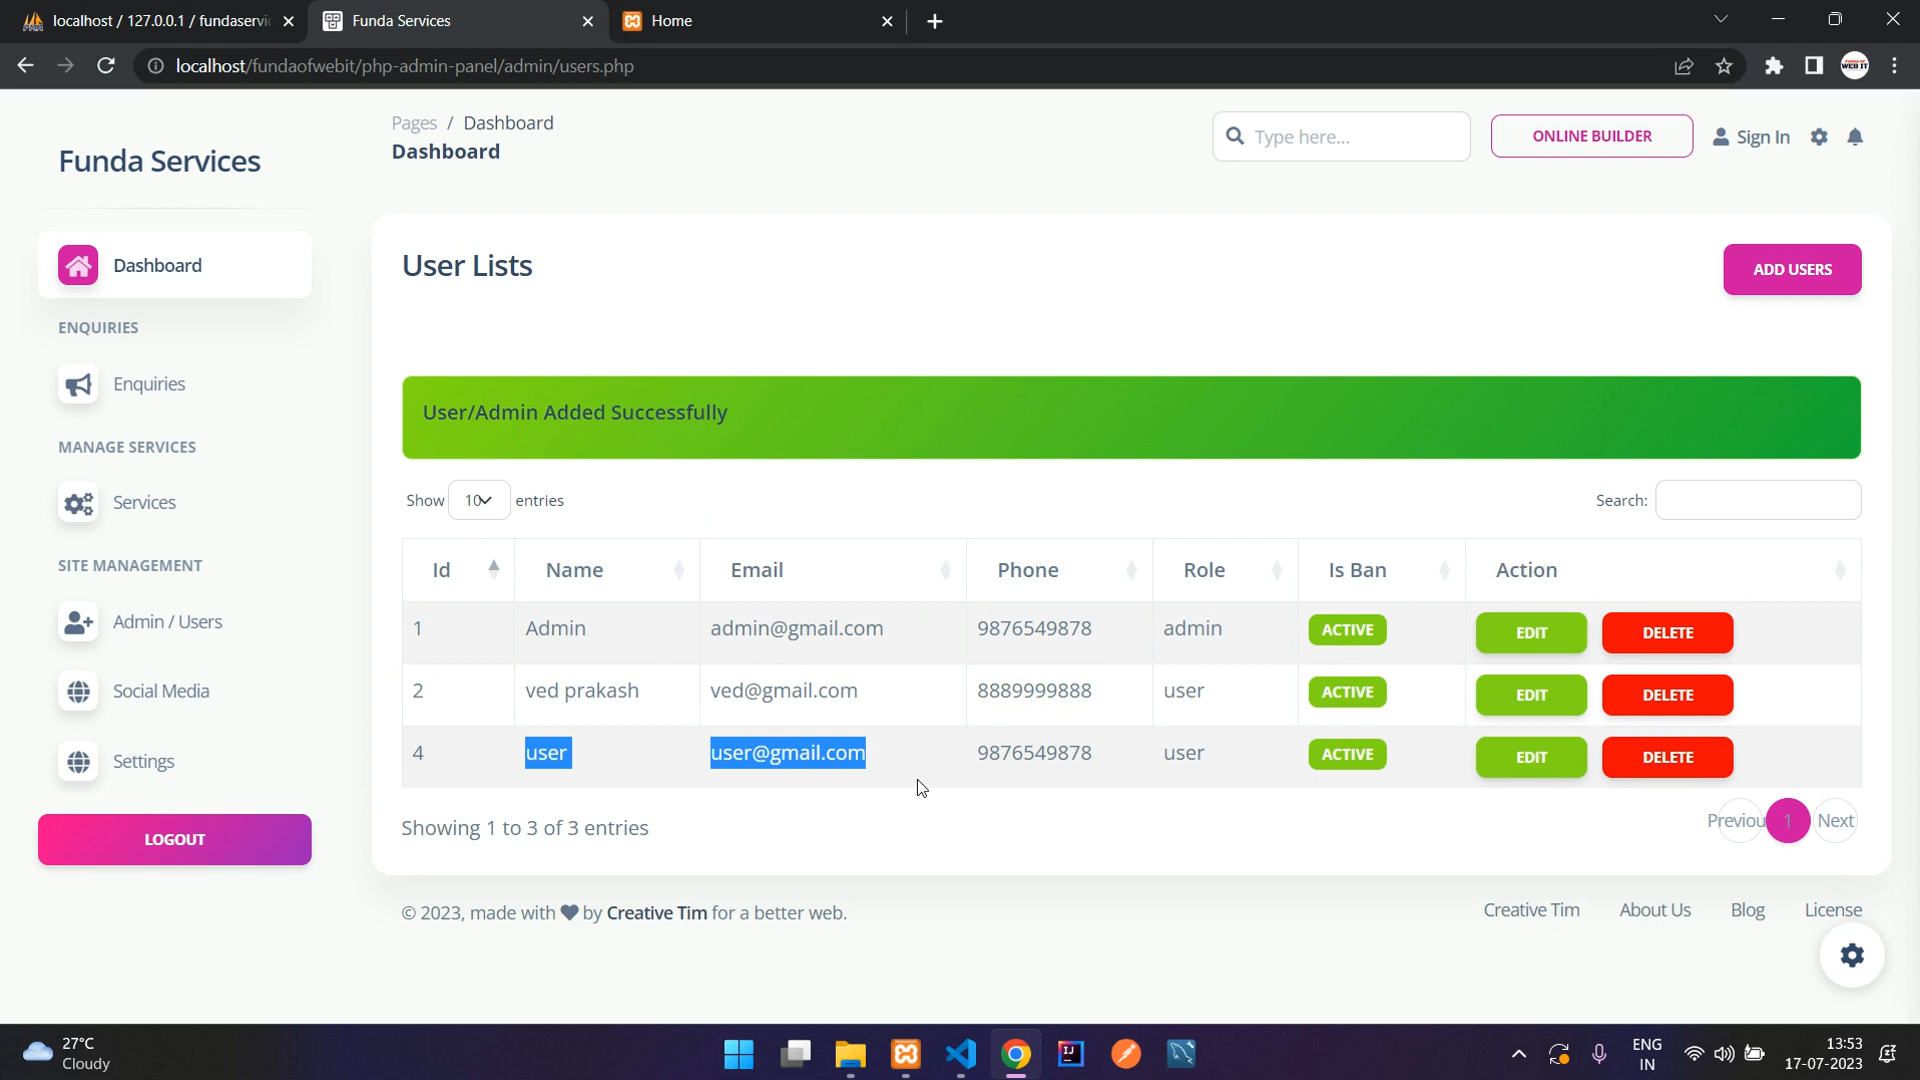 localhost / 127.0.0.1 / fundaservi
Funda Services
Home
localhost/fundaofwebit/php-admin-panel/admin/users.php
WEB IT
Funda Services
Pages / Dashboard
Dashboard
Type here...
ONLINE BUILDER
Sign In
Dashboard
ENQUIRIES
Enquiries
MANAGE SERVICES
Services
SITE MANAGEMENT
Admin / Users
Social Media
Settings
LOGOUT
User Lists
ADD USERS
User/Admin Added Successfully
Show 10 entries
Search:
Id Name Email Phone Role Is Ban Action
1 Admin admin@gmail.com 9876549878 admin ACTIVE EDIT DELETE
2 ved prakash ved@gmail.com 8889999888 user ACTIVE EDIT DELETE
4 user user@gmail.com 9876549878 user ACTIVE EDIT DELETE
Showing 1 to 3 of 3 entries
Previou 1 Next
© 2023, made with by Creative Tim for a better web.
Creative Tim About Us Blog License
27°C
Cloudy
ENG
IN
13:53
17-07-2023